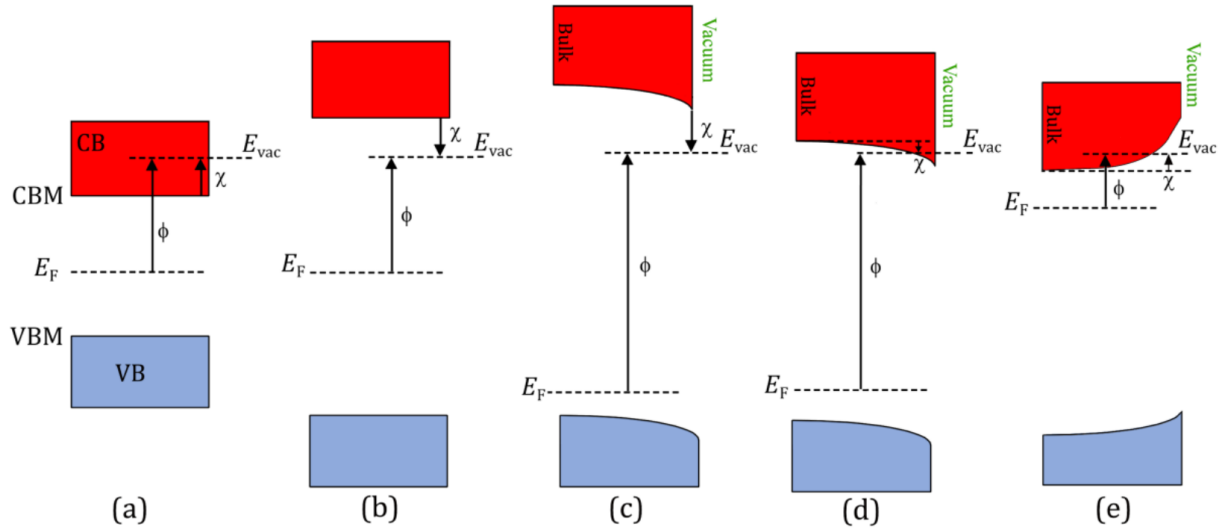 CB
E_vac
χ
CBM
ϕ
E_F
VBM
VB
(a)
χ
E_vac
ϕ
E_F
(b)
Bulk
Vacuum
χ
E_vac
ϕ
E_F
(c)
Bulk
Vacuum
E_vac
χ
ϕ
E_F
(d)
Bulk
Vacuum
E_vac
χ
ϕ
E_F
(e)